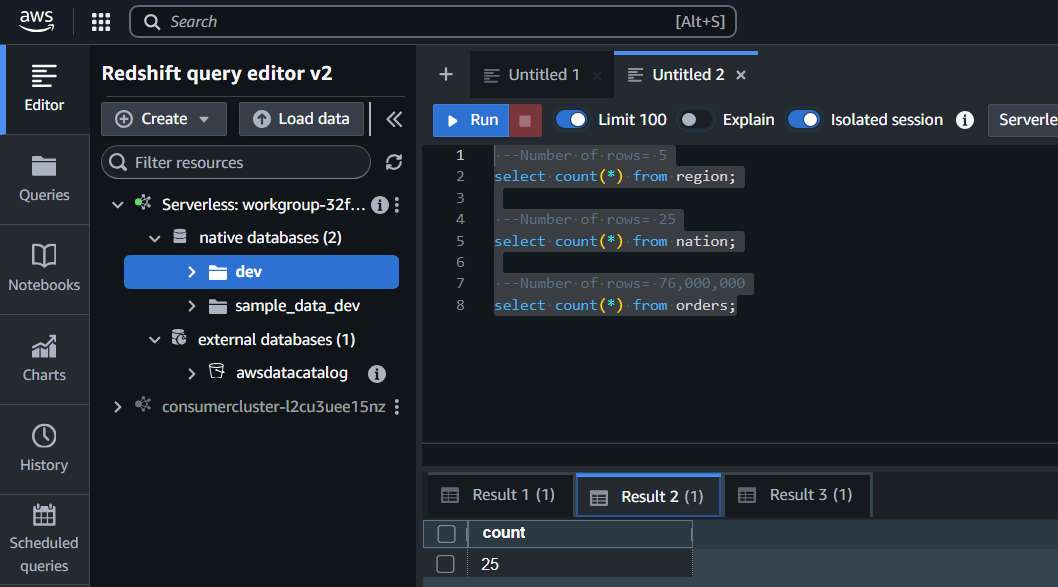 aws
Search
[Alt+S]
Editor
Queries
Notebooks
Charts
History
Scheduled
queries
Redshift query editor v2
Create
Load data
Filter resources
Serverless: workgroup-32f...
native databases (2)
dev
sample_data_dev
external databases (1)
awsdatacatalog
consumercluster-l2cu3uee15nz
Untitled 1
Untitled 2
Run
Limit 100
Explain
Isolated session
Serverle
1 --Number of rows= 5
2 select count(*) from region;
3
4 --Number of rows= 25
5 select count(*) from nation;
6
7 --Number of rows= 76,000,000
8 select count(*) from orders;
Result 1 (1)
Result 2 (1)
Result 3 (1)
count
25